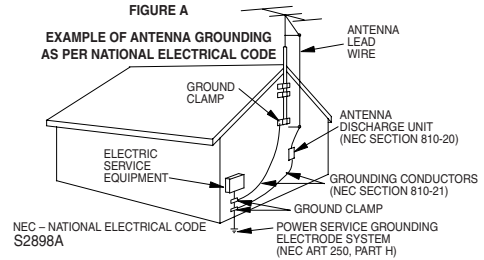 FIGURE A
EXAMPLE OF ANTENNA GROUNDING
AS PER NATIONAL ELECTRICAL CODE
ANTENNA
LEAD
WIRE
GROUND
CLAMP
ANTENNA
DISCHARGE UNIT
(NEC SECTION 810-20)
ELECTRIC
SERVICE
EQUIPMENT
GROUNDING CONDUCTORS
(NEC SECTION 810-21)
GROUND CLAMP
POWER SERVICE GROUNDING
ELECTRODE SYSTEM
(NEC ART 250, PART H)
NEC – NATIONAL ELECTRICAL CODE
S2898A